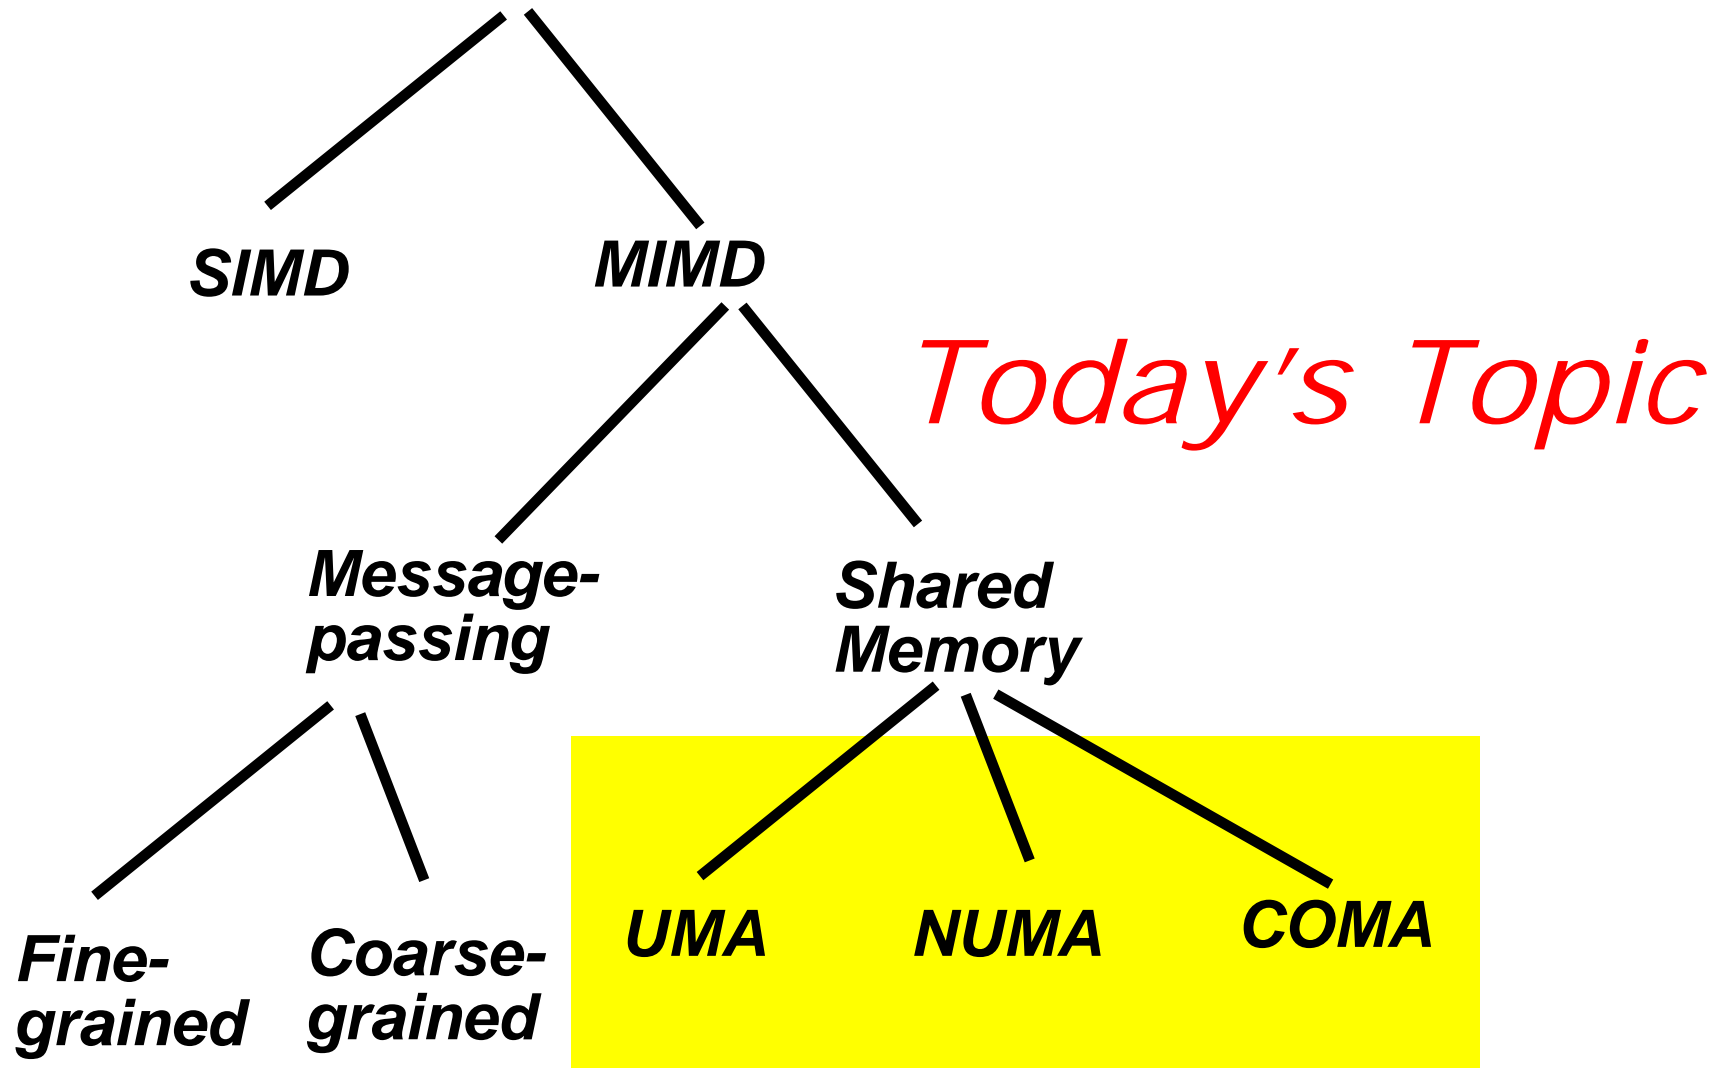 SIMD
MIMD
Today's Topic
Message-
passing
Shared
Memory
Fine-
grained
Coarse-
grained
UMA
NUMA
COMA